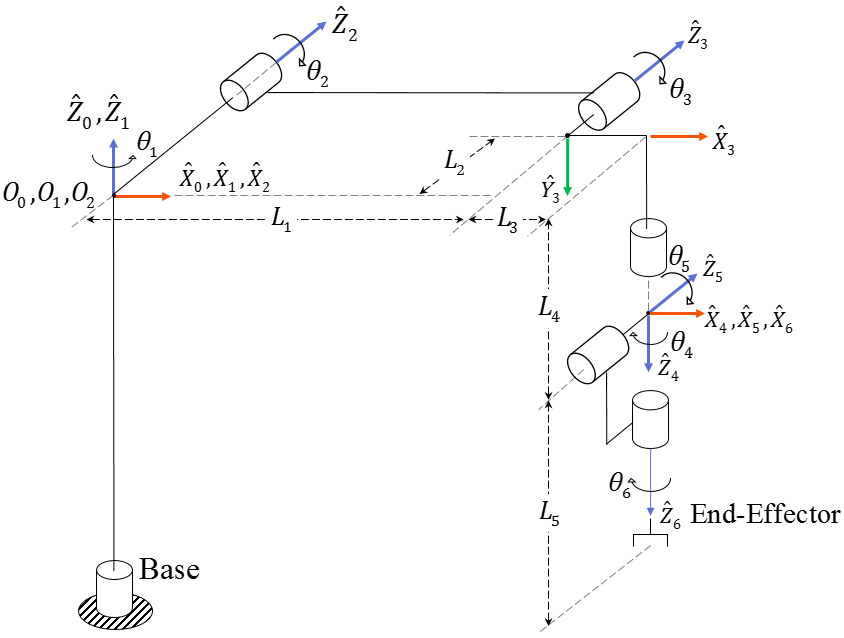 Ẑ₂
θ₂
Ẑ₃
θ₃
Ẑ₀,Ẑ₁
θ₁
X̂₃
L₂
X̂₀,X̂₁,X̂₂
Ŷ₃
O₀,O₁,O₂
L₁
L₃
θ₅
Ẑ₅
L₄
X̂₄,X̂₅,X̂₆
θ₄
Ẑ₄
θ₆
L₅
Ẑ₆ End-Effector
Base